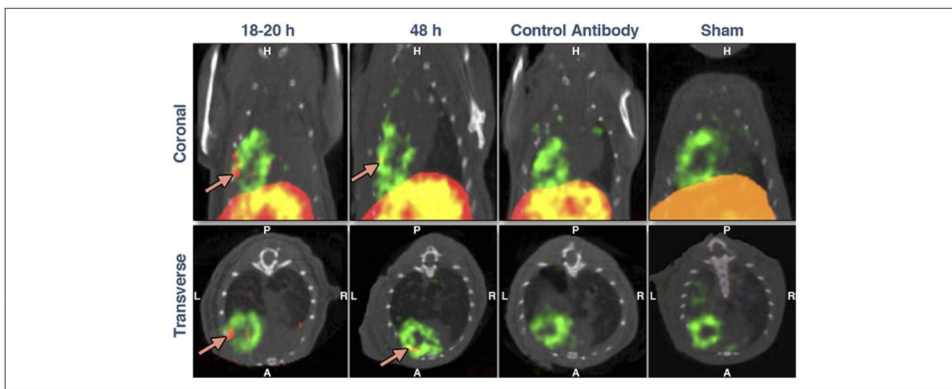 18-20 h 48 h Control Antibody Sham
H H H H
Coronal
P P P P
L R L R L R L R
Transverse
A A A A